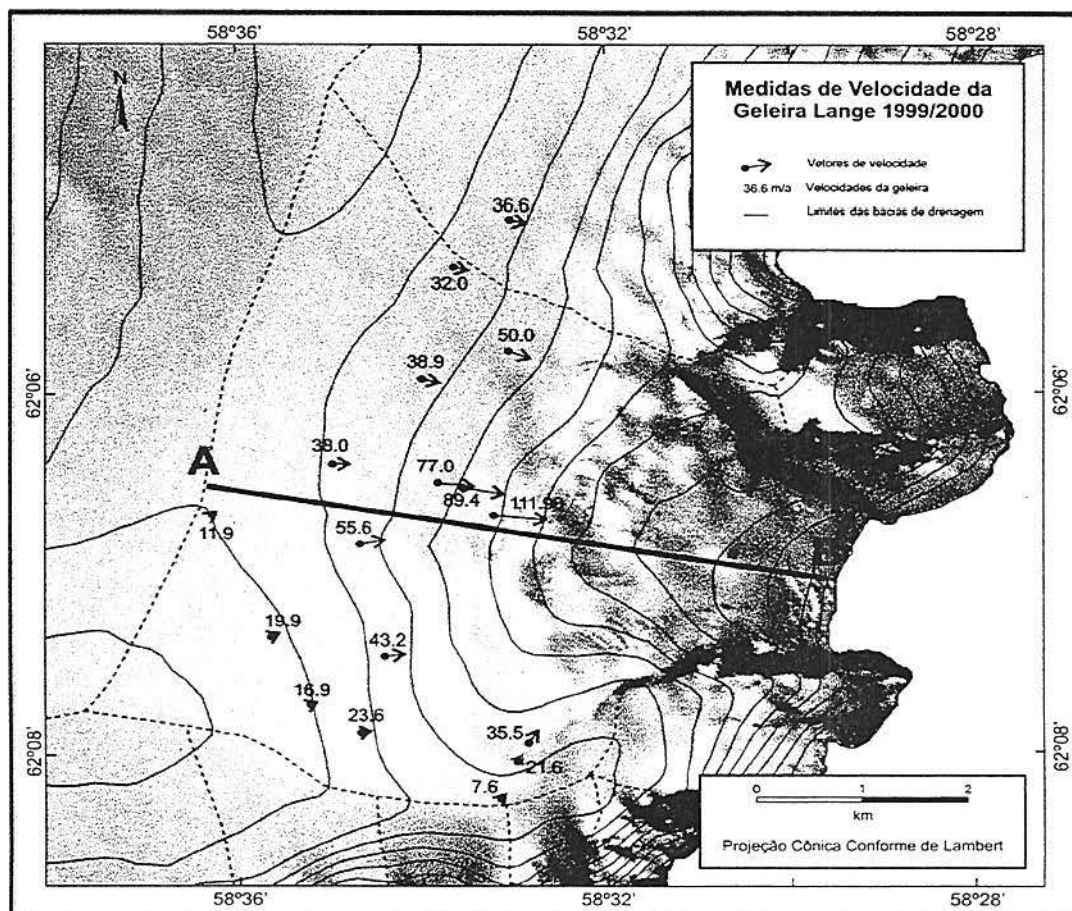 58°36'
58°32'
58°28'
N
Medidas de Velocidade da
Geleira Lange 1999/2000
Vetores de velocidade
36.6 m/a Velocidades da geleira
Limites das bacias de drenagem
36.6
32.0
50.0
62°06'
38.9
62°06'
38.0
A
77.0
89.4
11.9
55.6
19.9
43.2
16.9
23.6
35.5
21.6
62°08'
62°08'
7.6
0 1 2
km
Projeção Cônica Conforme de Lambert
58°36'
58°32'
58°28'